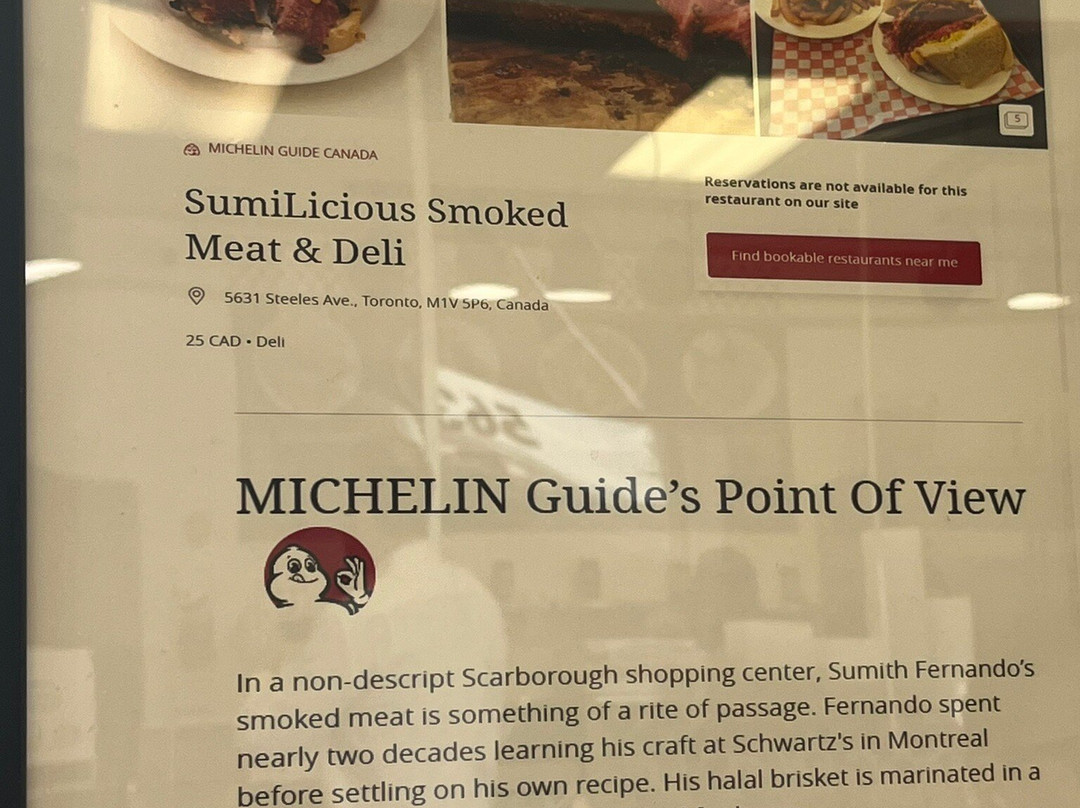 5
MICHELIN GUIDE CANADA
SumiLicious Smoked
Meat & Deli
5631 Steeles Ave., Toronto, M1V 5P6, Canada
25 CAD • Deli
Reservations are not available for this
restaurant on our site
Find bookable restaurants near me
MICHELIN Guide’s Point Of View
In a non-descript Scarborough shopping center, Sumith Fernando’s
smoked meat is something of a rite of passage. Fernando spent
nearly two decades learning his craft at Schwartz's in Montreal
before settling on his own recipe. His halal brisket is marinated in a